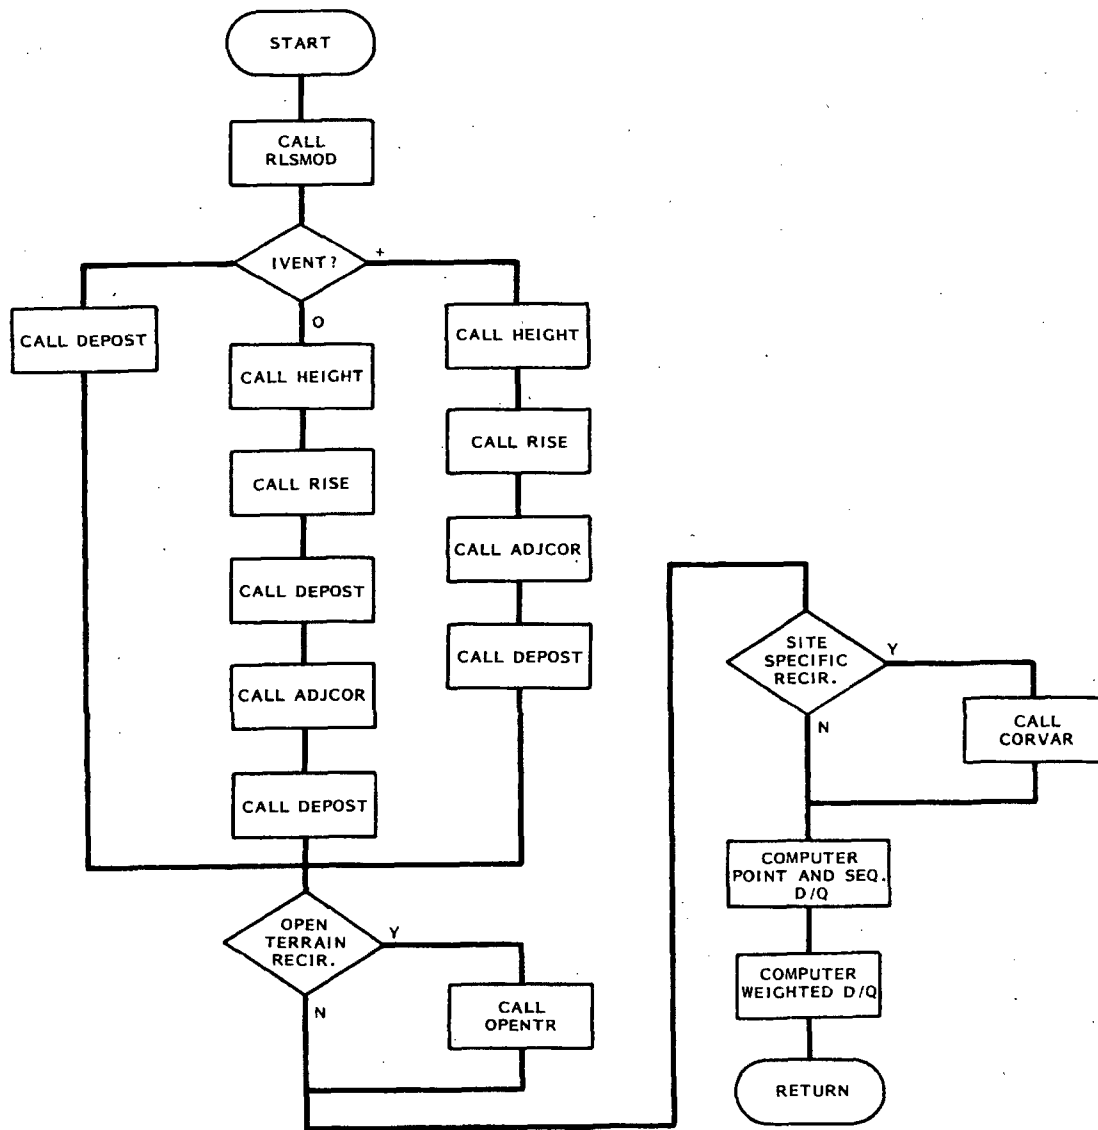 START
CALL
RLSMOD
IVENT?
+
O
CALL DEPOST
CALL HEIGHT
CALL RISE
CALL DEPOST
CALL ADJCOR
CALL DEPOST
CALL HEIGHT
CALL RISE
CALL ADJCOR
CALL DEPOST
OPEN
TERRAIN
RECIR.
Y
N
CALL
OPENTR
SITE
SPECIFIC
RECIR.
Y
N
CALL
CORVAR
COMPUTER
POINT AND SEQ.
D/Q
COMPUTER
WEIGHTED D/Q
RETURN